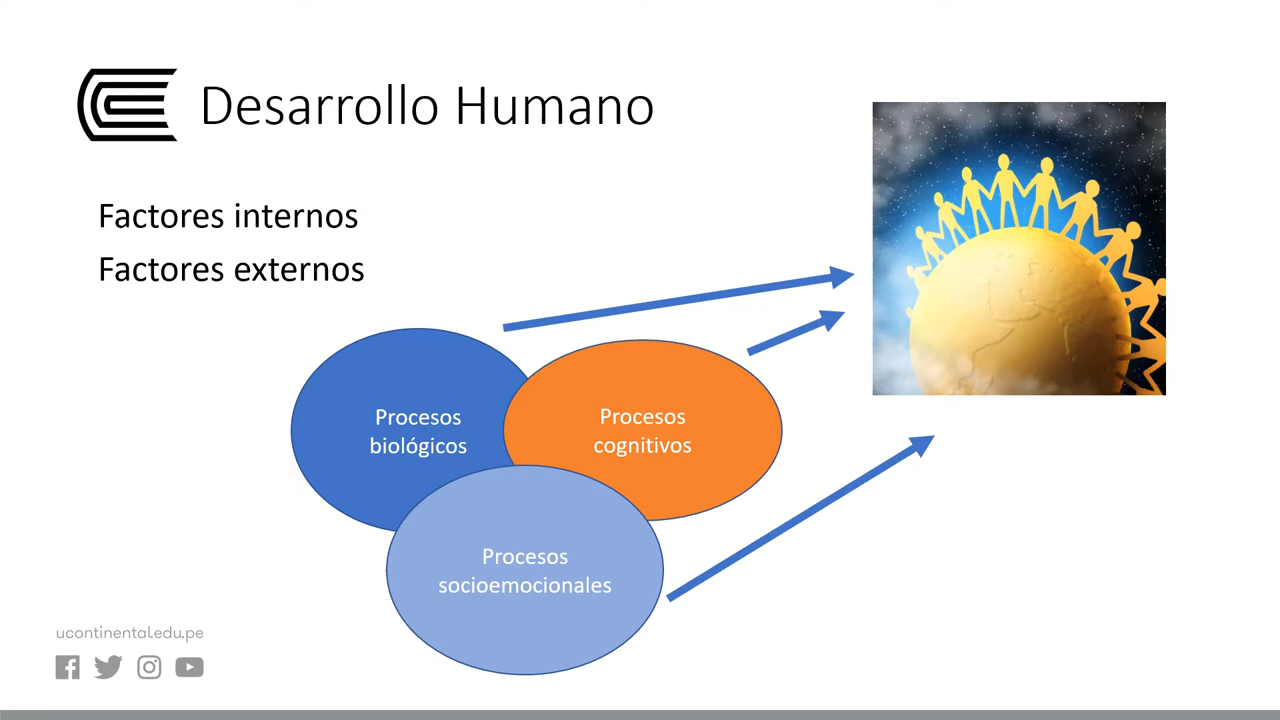 Desarrollo Humano
Factores internos
Factores externos
Procesos
biológicos
Procesos
cognitivos
Procesos
socioemocionales
ucontinental.edu.pe